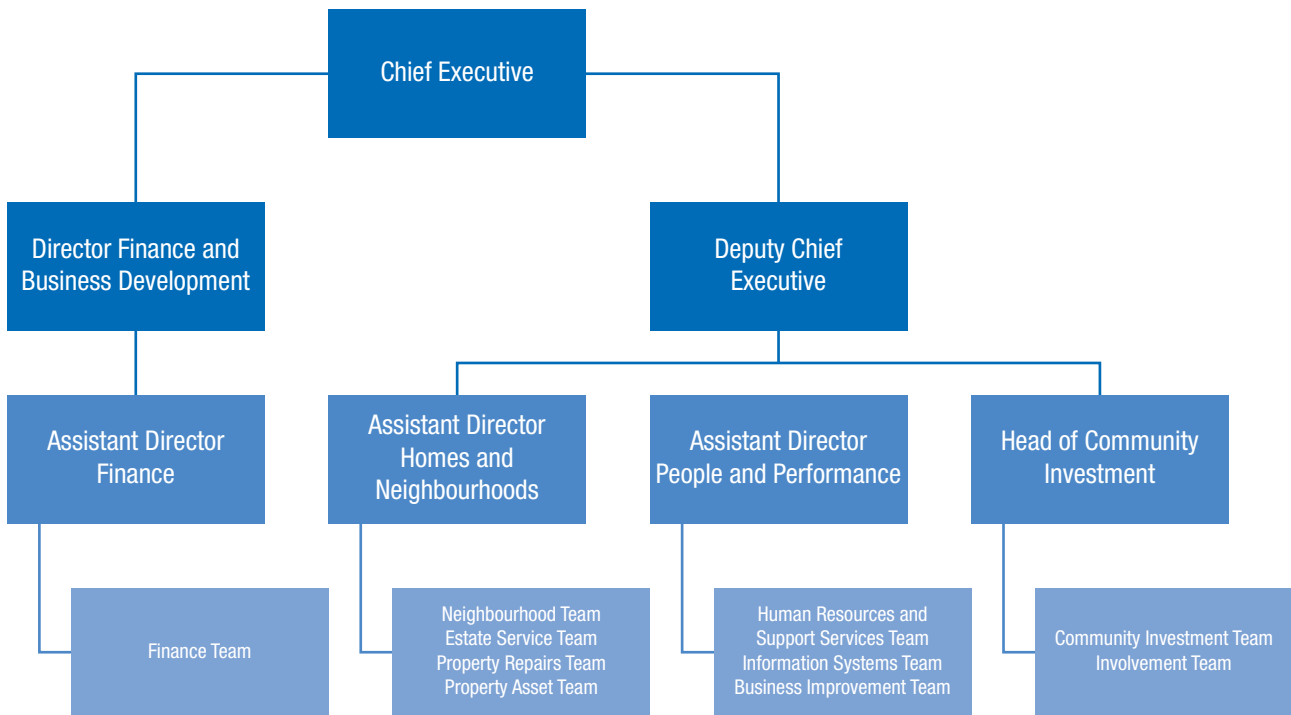 Chief Executive
Director Finance and
Business Development
Deputy Chief
Executive
Assistant Director
Finance
Assistant Director
Homes and
Neighbourhoods
Assistant Director
People and Performance
Head of Community
Investment
Finance Team
Neighbourhood Team
Estate Service Team
Property Repairs Team
Property Asset Team
Human Resources and
Support Services Team
Information Systems Team
Business Improvement Team
Community Investment Team
Involvement Team